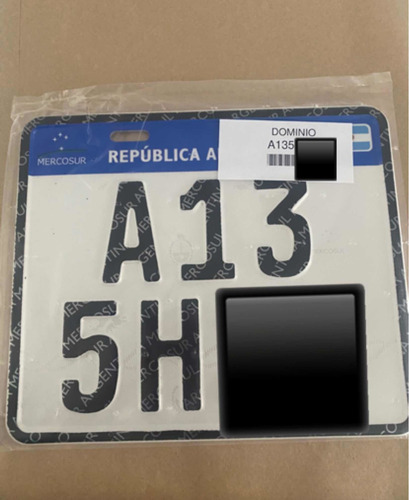 DOMINIO
A135
MERCOSUR
REPÚBLICA A
A13
5H